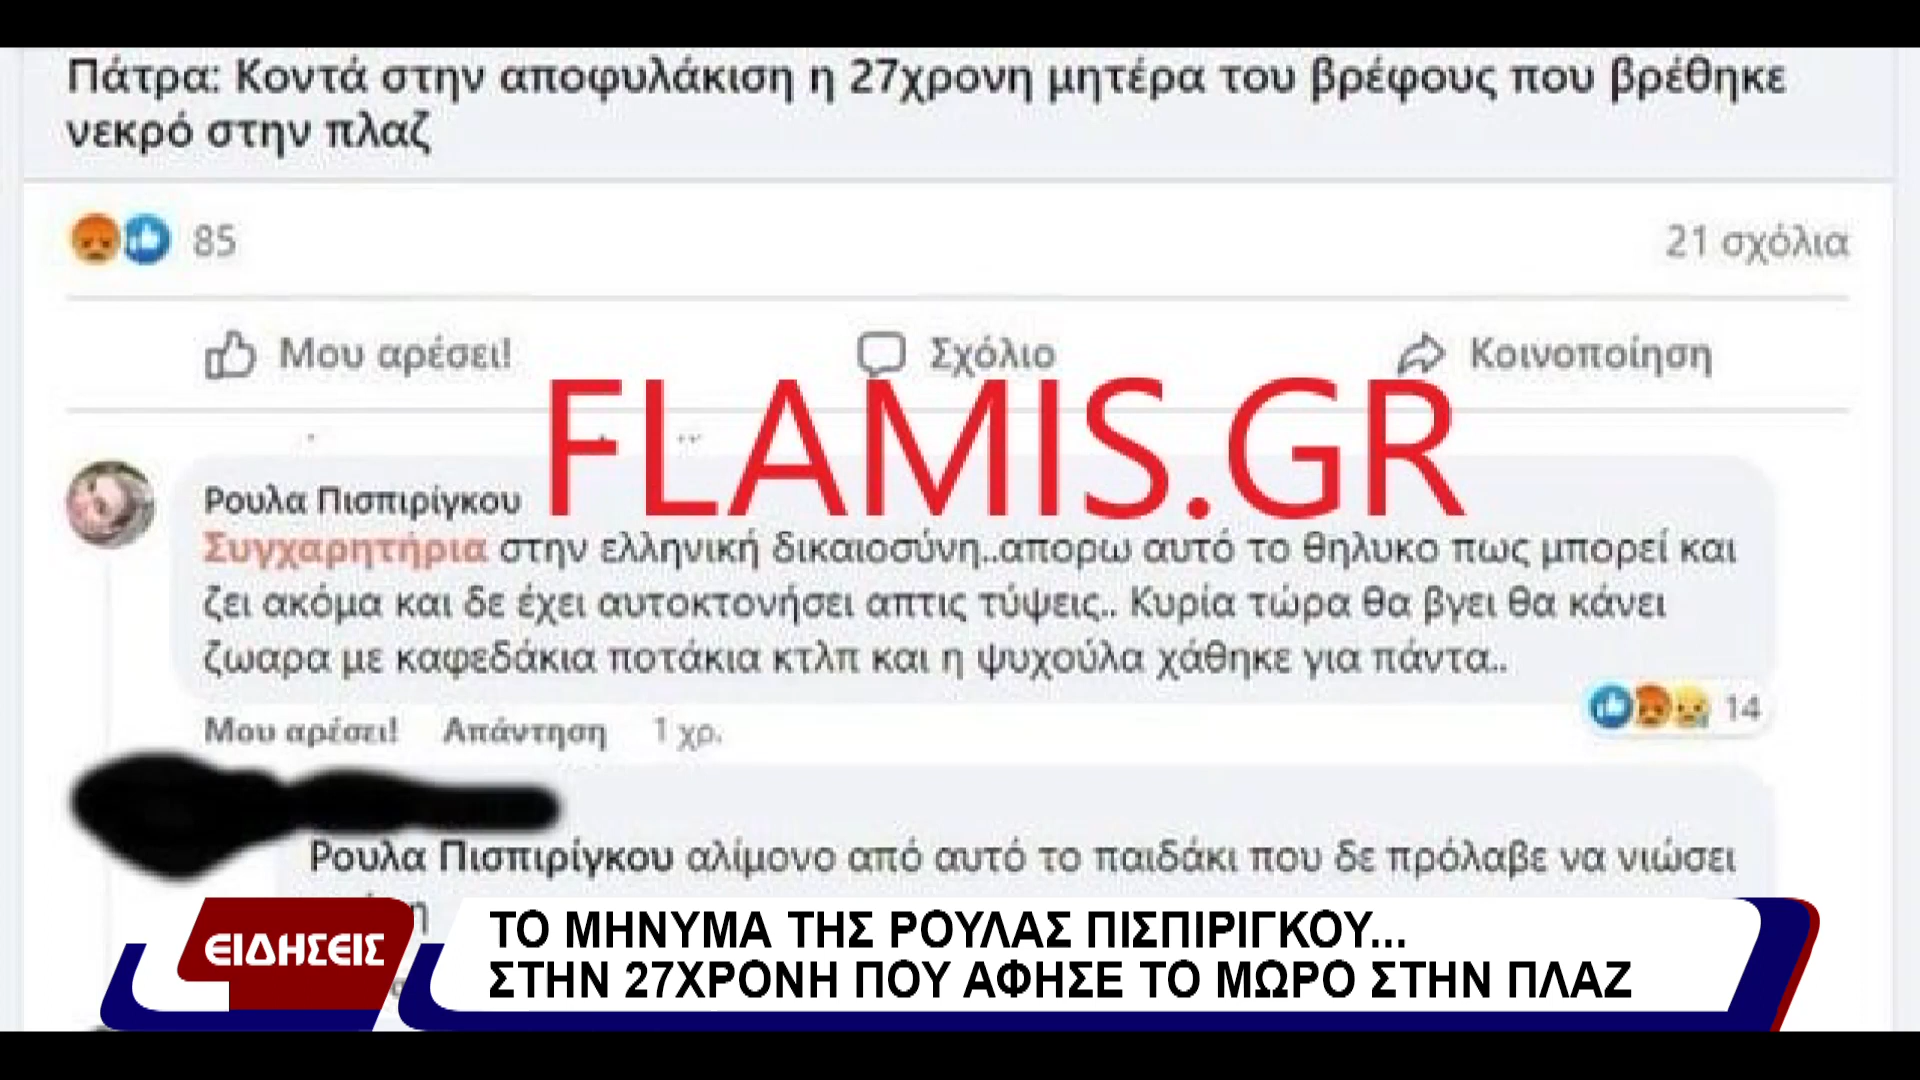 Πάτρα: Κοντά στην αποφυλάκιση η 27χρονη μητέρα του βρέφους που βρέθηκε
νεκρό στην πλαζ
85
21 σχόλια
Μου αρέσει!
Σχόλιο
Κοινοποίηση
FLAMIS.GR
Ρουλα Πισπιρίγκου
Συγχαρητήρια στην ελληνική δικαιοσύνη..απορω αυτό το θηλυκο πως μπορεί και
ζει ακόμα και δε έχει αυτοκτονήσει απτις τύψεις.. Κυρία τώρα θα βγει θα κάνει
ζωαρα με καφεδάκια ποτάκια κτλπ και η ψυχούλα χάθηκε για πάντα..
14
Μου αρέσει! Απάντηση 1 χρ.
Ρουλα Πισπιρίγκου αλίμονο από αυτό το παιδάκι που δε πρόλαβε να νιώσει
ΕΙΔΗΣΕΙΣ
ΤΟ ΜΗΝΥΜΑ ΤΗΣ ΡΟΥΛΑΣ ΠΙΣΠΙΡΙΓΚΟΥ...
ΣΤΗΝ 27ΧΡΟΝΗ ΠΟΥ ΑΦΗΣΕ ΤΟ ΜΩΡΟ ΣΤΗΝ ΠΛΑΖ